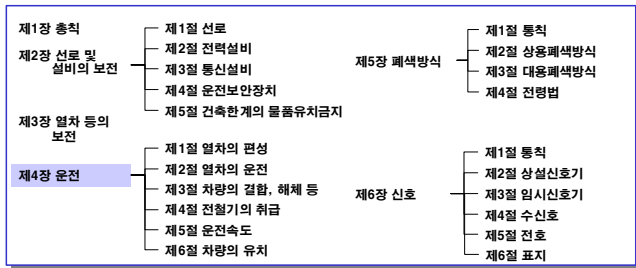 제1장 총칙
제2장 선로 및
설비의 보전
제1절 선로
제2절 전력설비
제3절 통신설비
제4절 운전보안장치
제5절 건축한계의 물품유치금지
제3장 열차 등의
보전
제4장 운전
제1절 열차의 편성
제2절 열차의 운전
제3절 차량의 결합, 해체 등
제4절 전철기의 취급
제5절 운전속도
제6절 차량의 유치
제5장 폐색방식
제1절 통칙
제2절 상용폐색방식
제3절 대용폐색방식
제4절 전령법
제6장 신호
제1절 통칙
제2절 상설신호기
제3절 임시신호기
제4절 수신호
제5절 전호
제6절 표지